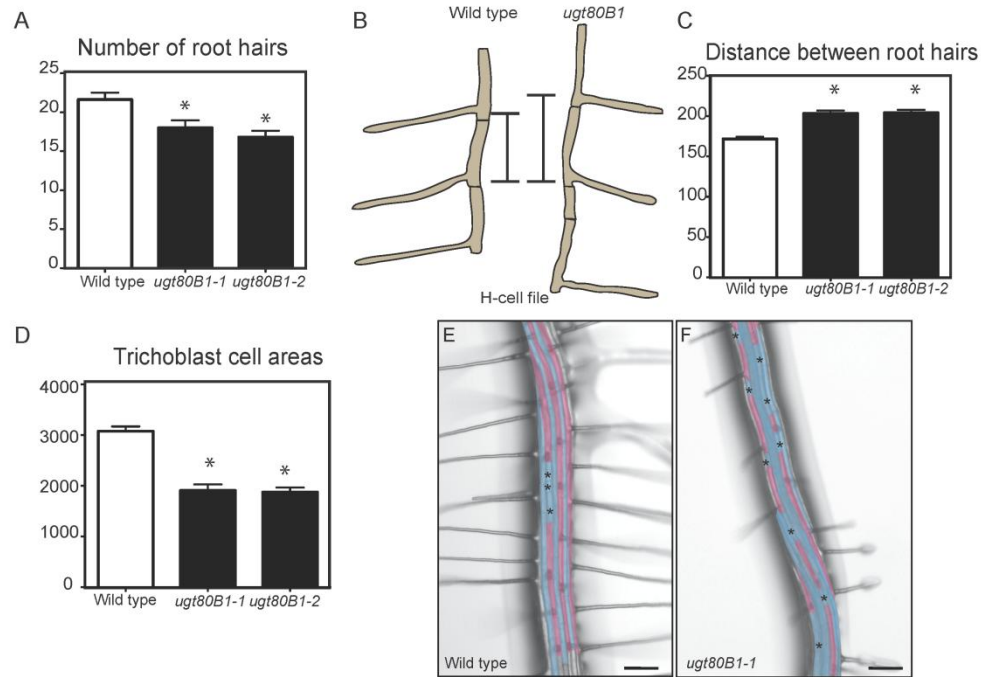 A
Number of root hairs
25
20
15
10
5
0
*
*
Wild type
ugt80B1-1
ugt80B1-2
B
Wild type
ugt80B1
H-cell file
C
Distance between root hairs
250
200
150
100
50
0
*
*
Wild type
ugt80B1-1
ugt80B1-2
D
Trichoblast cell areas
4000
3000
2000
1000
0
*
*
Wild type
ugt80B1-1
ugt80B1-2
E
*
*
*
Wild type
F
*
*
*
*
*
*
*
*
*
ugt80B1-1